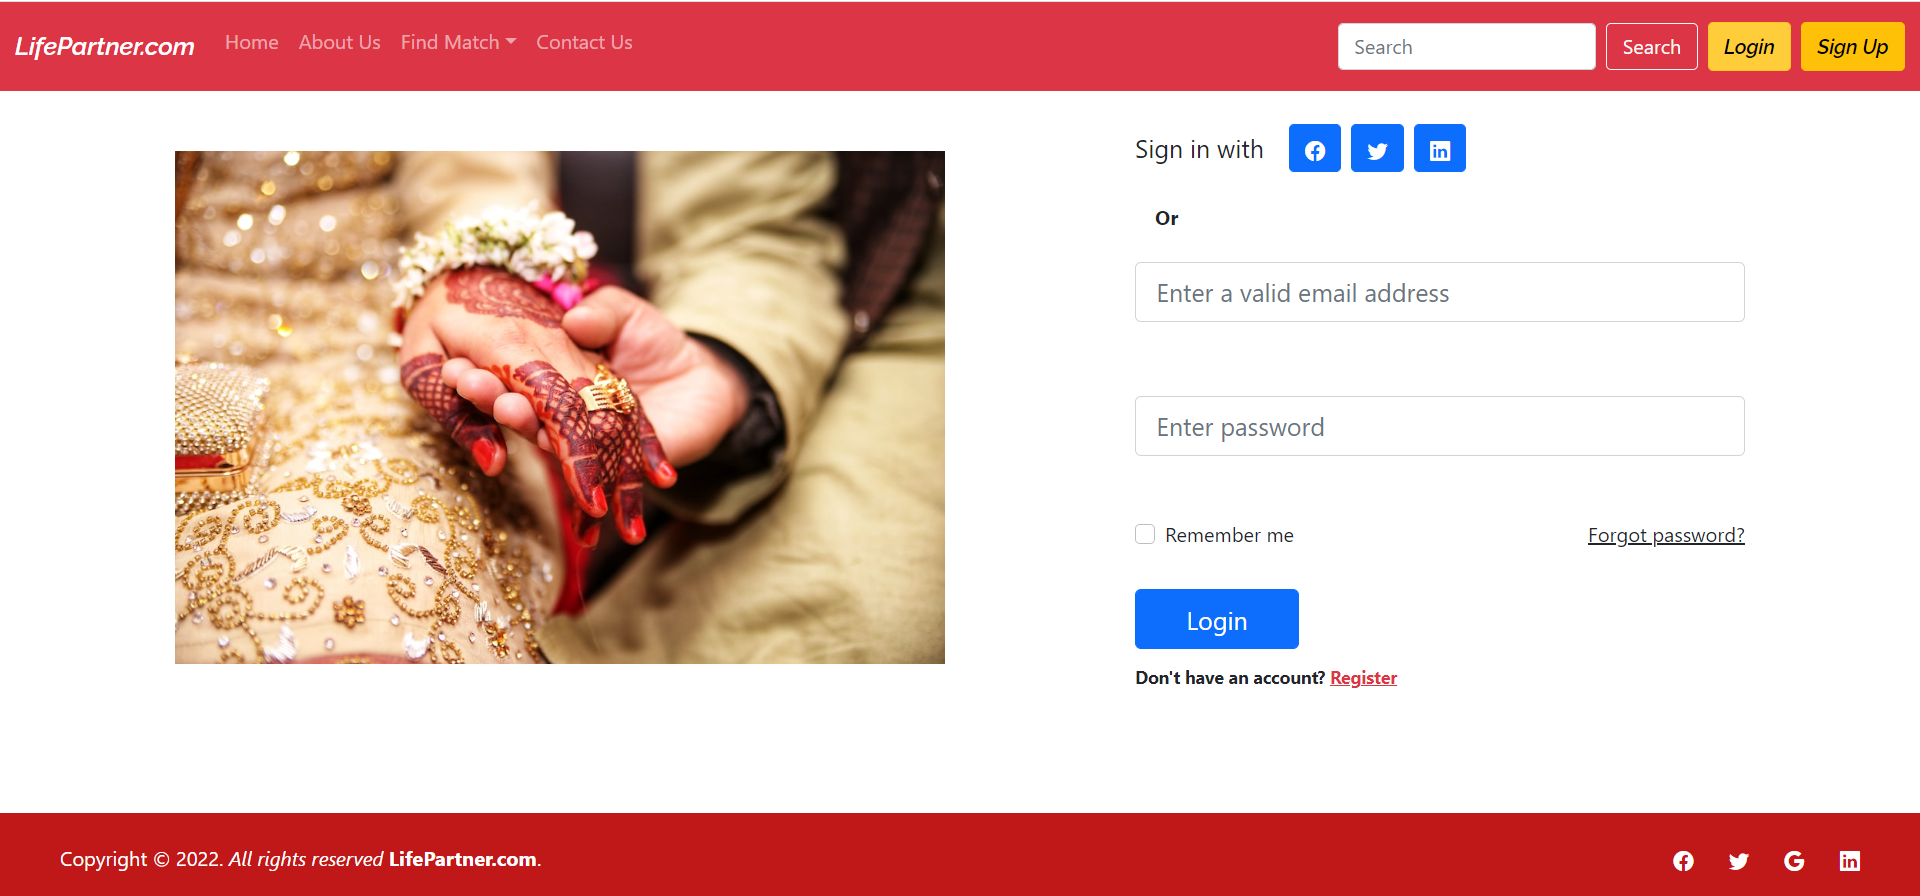 LifePartner.com Home About Us Find Match Contact Us Search Search Login Sign Up
Sign in with
Or
Enter a valid email address
Enter password
Remember me Forgot password?
Login
Don't have an account? Register
Copyright © 2022. All rights reserved LifePartner.com.